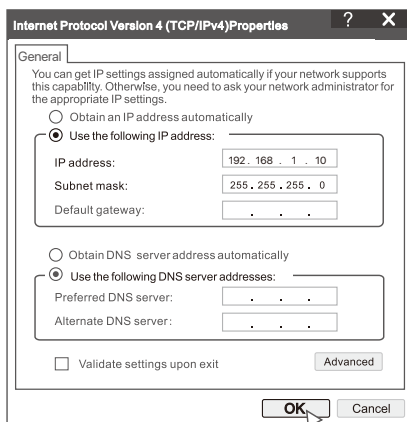 Internet Protocol Version 4 (TCP/IPv4)Properties ? X
General
You can get IP settings assigned automatically if your network supports
this capability. Otherwise, you need to ask your network administrator for
the appropriate IP settings.
Obtain an IP address automatically
Use the following IP address:
IP address: 192. 168 . 1 . 10
Subnet mask: 255. 255. 255. 0
Default gateway: . . .
Obtain DNS server address automatically
Use the following DNS server addresses:
Preferred DNS server: . . .
Alternate DNS server: . . .
Validate settings upon exit Advanced
OK Cancel